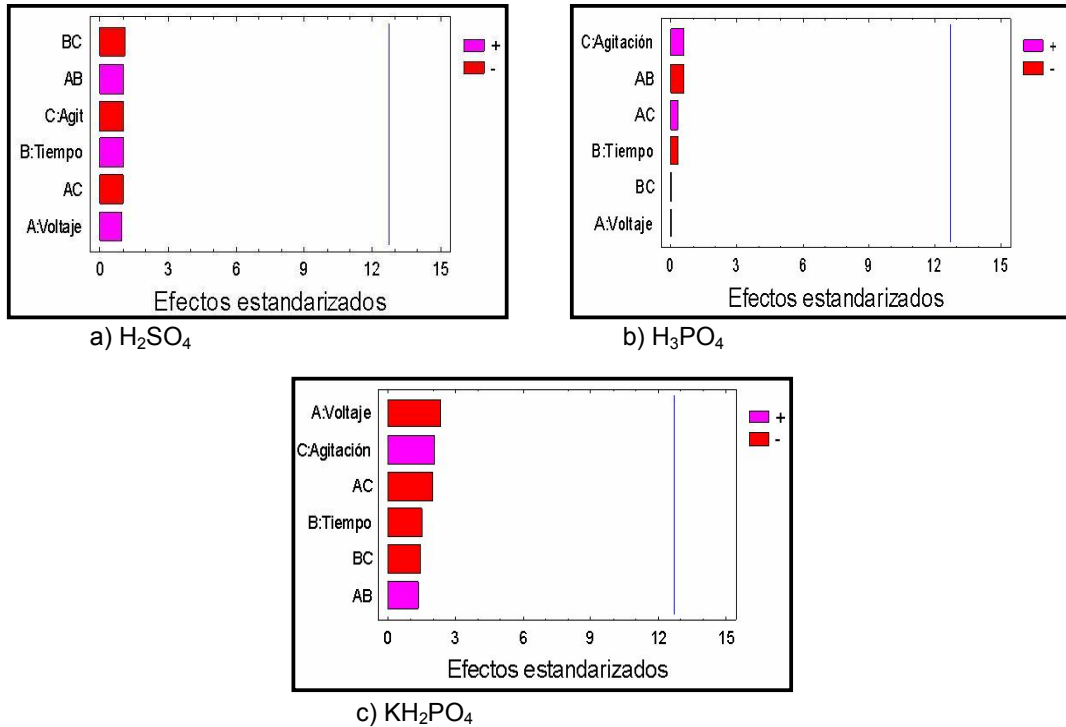 BC
AB
C:Agit
B:Tiempo
AC
A:Voltaje
0 3 6 9 12 15
Efectos estandarizados
+
-
a) H₂SO₄
C:Agitación
AB
AC
B:Tiempo
BC
A:Voltaje
0 3 6 9 12 15
Efectos estandarizados
+
-
b) H₃PO₄
A:Voltaje
C:Agitación
AC
B:Tiempo
BC
AB
0 3 6 9 12 15
Efectos estandarizados
+
-
c) KH₂PO₄